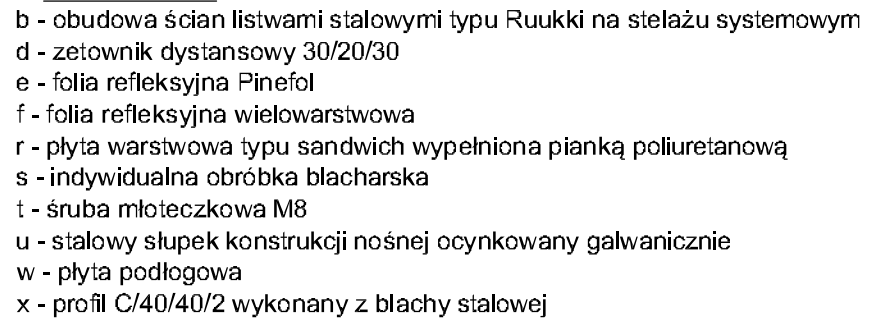 b - obudowa ścian listwami stalowymi typu Ruukki na stelażu systemowym
d - zetownik dystansowy 30/20/30
e - folia refleksyjna Pinefol
f - folia refleksyjna wielowarstwowa
r - płyta warstwowa typu sandwich wypełniona pianką poliuretanową
s - indywidualna obróbka blacharska
t - śruba młoteczkowa M8
u - stalowy słupek konstrukcji nośnej ocynkowany galwanicznie
w - płyta podłogowa
x - profil C/40/40/2 wykonany z blachy stalowej